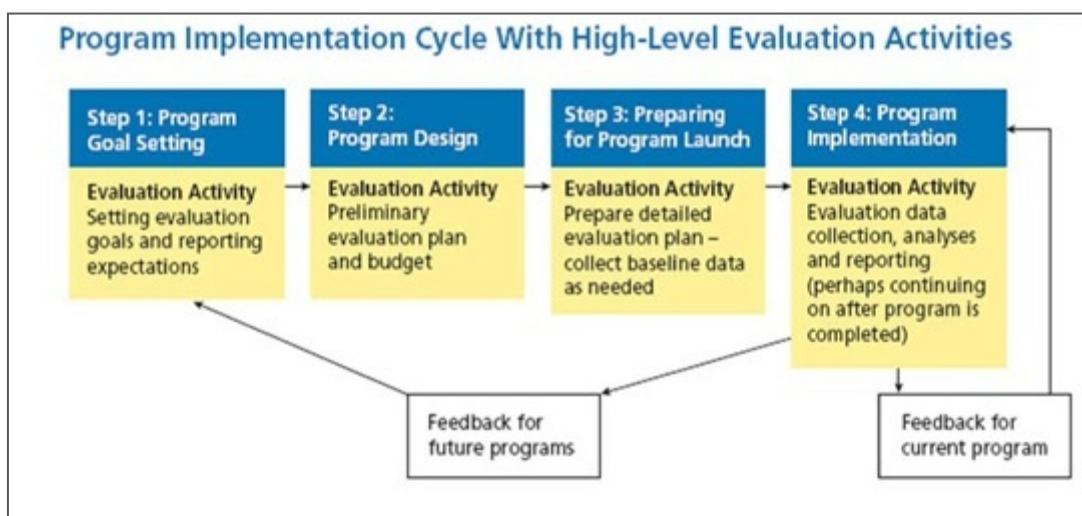 Program Implementation Cycle With High-Level Evaluation Activities
Step 1: Program
Goal Setting
Evaluation Activity
Setting evaluation
goals and reporting
expectations
Step 2:
Program Design
Evaluation Activity
Preliminary
evaluation plan
and budget
Step 3: Preparing
for Program Launch
Evaluation Activity
Prepare detailed
evaluation plan –
collect baseline data
as needed
Step 4: Program
Implementation
Evaluation Activity
Evaluation data
collection, analyses
and reporting
(perhaps continuing
on after program is
completed)
Feedback for
future programs
Feedback for
current program